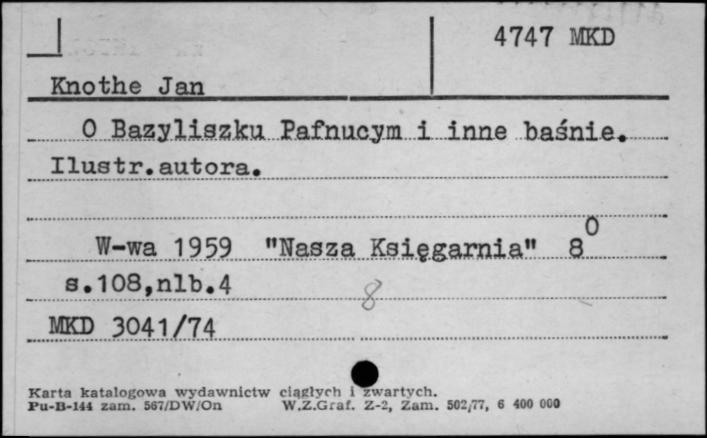 4747 MKD
Knothe Jan
O Bazyliszku Pafnucym i inne baśnie.
Ilustr.autora.
W-wa 1959 "Nasza Księgarnia" 8⁰
s.108,nlb.4
8
MKD 3041/74
Karta katalogowa wydawnictw ciągłych i zwartych.
Pu-B-144 zam. 567/DW/On W.Z.Graf. Z-2, Zam. 502/77, 6 400 000